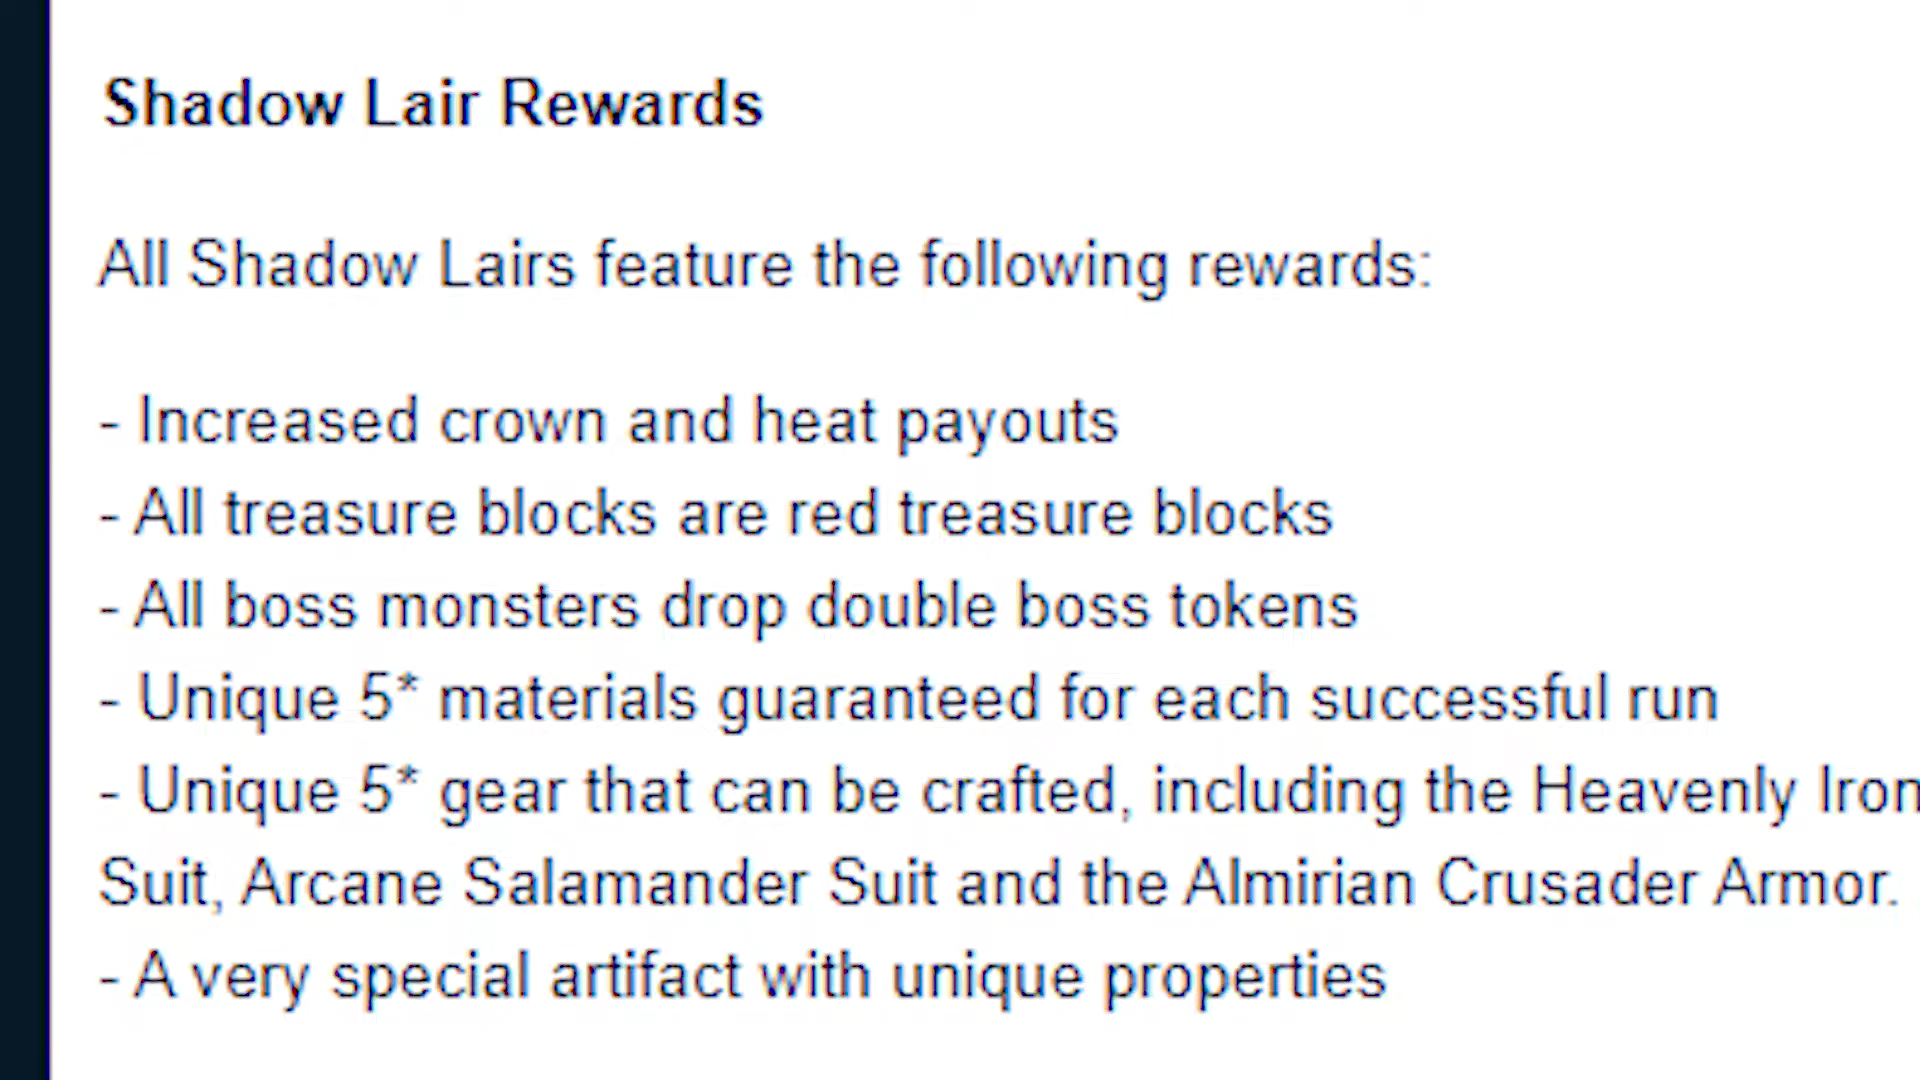 Shadow Lair Rewards
All Shadow Lairs feature the following rewards:
- Increased crown and heat payouts
- All treasure blocks are red treasure blocks
- All boss monsters drop double boss tokens
- Unique 5* materials guaranteed for each successful run
- Unique 5* gear that can be crafted, including the Heavenly Iron
Suit, Arcane Salamander Suit and the Almirian Crusader Armor.
- A very special artifact with unique properties